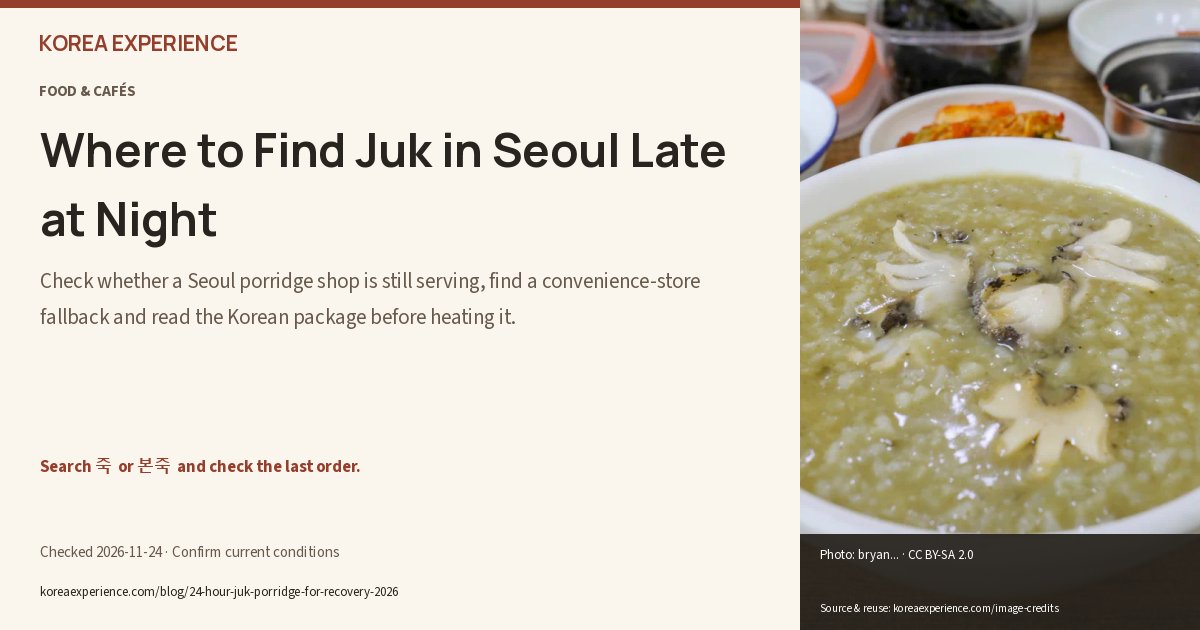 KOREA EXPERIENCE
FOOD & CAFÉS
Where to Find Juk in Seoul Late
at Night
Check whether a Seoul porridge shop is still serving, find a convenience-store
fallback and read the Korean package before heating it.
Search 죽 or 본죽 and check the last order.
Checked 2026-11-24 · Confirm current conditions
koreaexperience.com/blog/24-hour-juk-porridge-for-recovery-2026
Photo: bryan... · CC BY-SA 2.0
Source & reuse: koreaexperience.com/image-credits